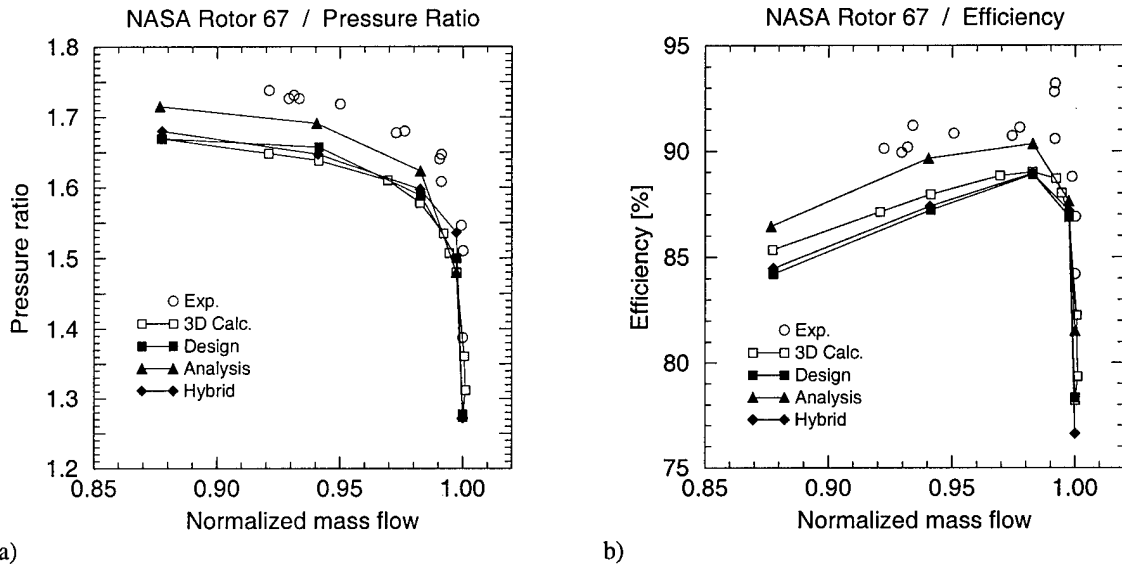 NASA Rotor 67 / Pressure Ratio
1.8
1.7
1.6
1.5
1.4
1.3
1.2
Pressure ratio
Exp.
3D Calc.
Design
Analysis
Hybrid
0.85
0.90
0.95
1.00
Normalized mass flow
a)
NASA Rotor 67 / Efficiency
95
90
85
80
75
Efficiency [%]
Exp.
3D Calc.
Design
Analysis
Hybrid
0.85
0.90
0.95
1.00
Normalized mass flow
b)